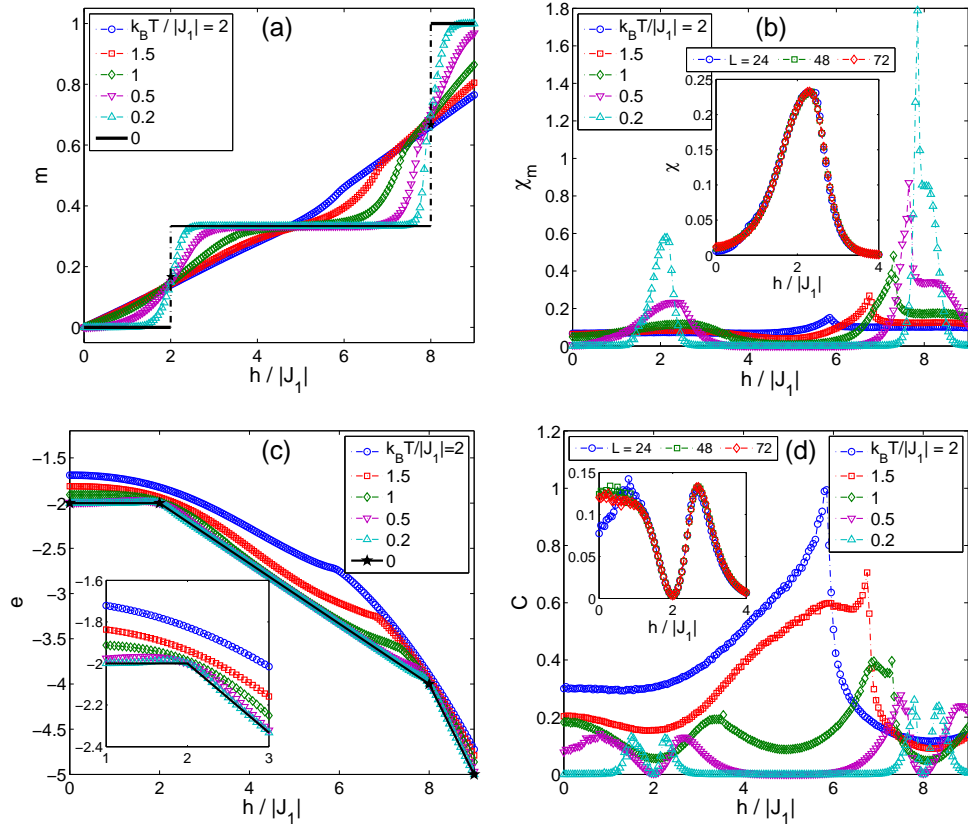 (a)
k_B T / |J_1| = 2
1.5
1
0.5
0.2
0
m
1
0.8
0.6
0.4
0.2
0
0 2 4 6 8
h / |J_1|
(b)
k_B T/|J_1| = 2
1.5
1
0.5
0.2
χ_m
1.8
1.6
1.4
1.2
1
0.8
0.6
0.4
0.2
0
0 2 4 6 8
h / |J_1|
L = 24 48 72
χ
0.25
0.20
0.15
0.10
0.05
0
0 2 4
h / |J_1|
(c)
k_B T/|J_1|=2
1.5
1
0.5
0.2
0
e
−1.5
−2
−2.5
−3
−3.5
−4
−4.5
−5
0 2 4 6 8
h / |J_1|
−1.6
−1.8
−2
−2.2
−2.4
1 2 3
(d)
k_B T/|J_1| = 2
1.5
1
0.5
0.2
C
1.2
1
0.8
0.6
0.4
0.2
0
0 2 4 6 8
h / |J_1|
L = 24 48 72
0.15
0.10
0.05
0
0 1 2 3 4
h / |J_1|